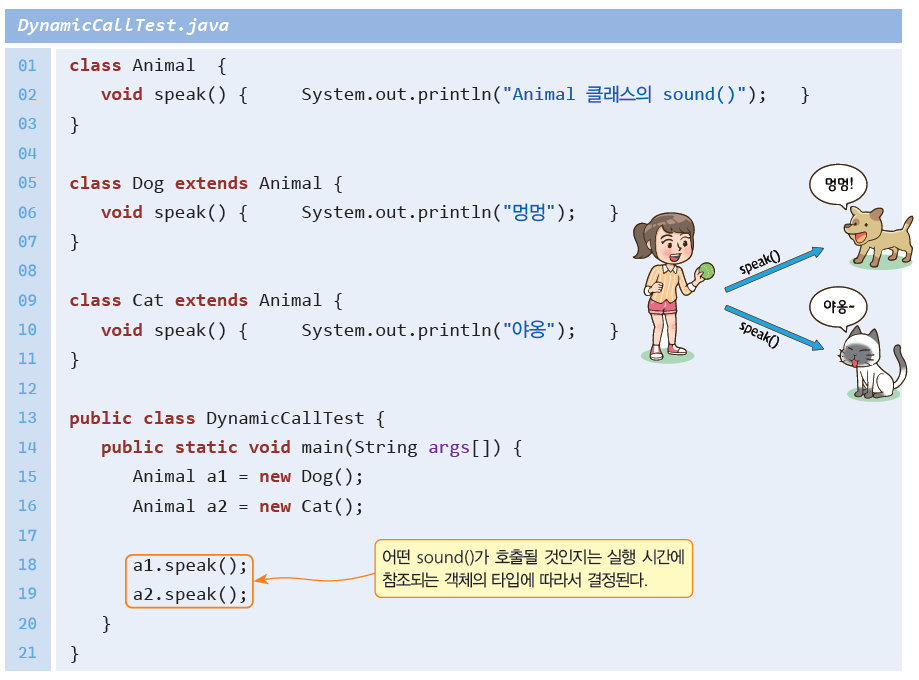 DynamicCallTest.java
01 class Animal {
02 void speak() { System.out.println("Animal 클래스의 sound()"); }
03 }
04
05 class Dog extends Animal {
06 void speak() { System.out.println("멍멍"); }
07 }
08
09 class Cat extends Animal {
10 void speak() { System.out.println("야옹"); }
11 }
12
13 public class DynamicCallTest {
14 public static void main(String args[]) {
15 Animal a1 = new Dog();
16 Animal a2 = new Cat();
17
18 a1.speak();
19 a2.speak();
20 }
21 }
멍멍!
speak()
야옹~
speak()
어떤 sound()가 호출될 것인지는 실행 시간에
참조되는 객체의 타입에 따라서 결정된다.